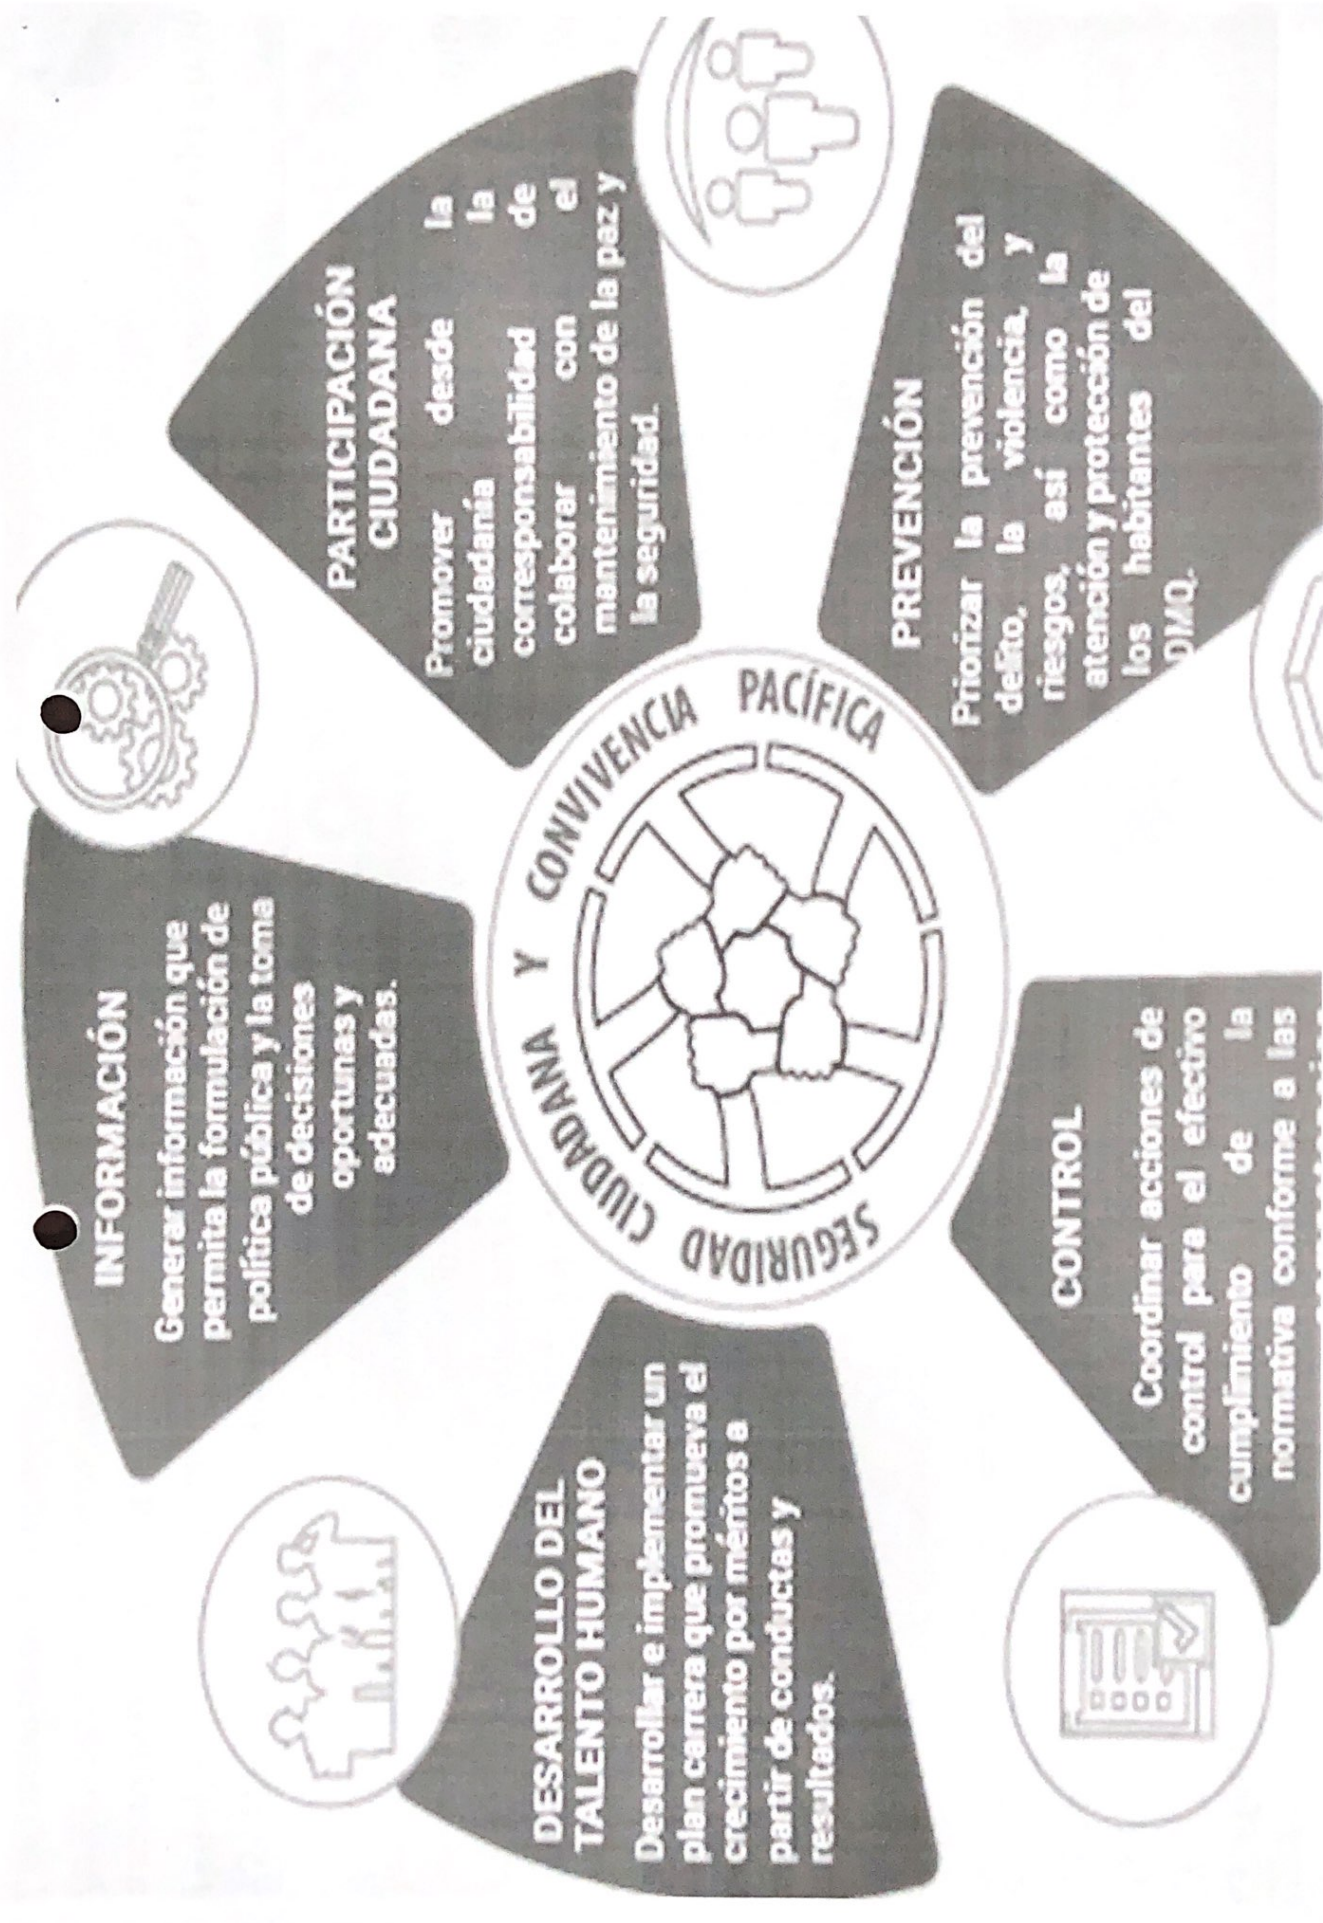 INFORMACIÓN
Generar información que
permita la formulación de
política pública y la toma
de decisiones
oportunas y
adecuadas.
PARTICIPACIÓN
CIUDADANA
Promover desde la
ciudadanía la
corresponsabilidad de
colaborar con el
mantenimiento de la paz y
la seguridad.
PREVENCIÓN
Priorizar la prevención del
delito, la violencia, y
riesgos, así como la
atención y protección de
los habitantes del
DMQ.
CONTROL
Coordinar acciones de
control para el efectivo
cumplimiento de la
normativa conforme a las
DESARROLLO DEL
TALENTO HUMANO
Desarrollar e implementar un
plan carrera que promueva el
crecimiento por méritos a
partir de conductas y
resultados.
SEGURIDAD CIUDADANA Y CONVIVENCIA PACÍFICA